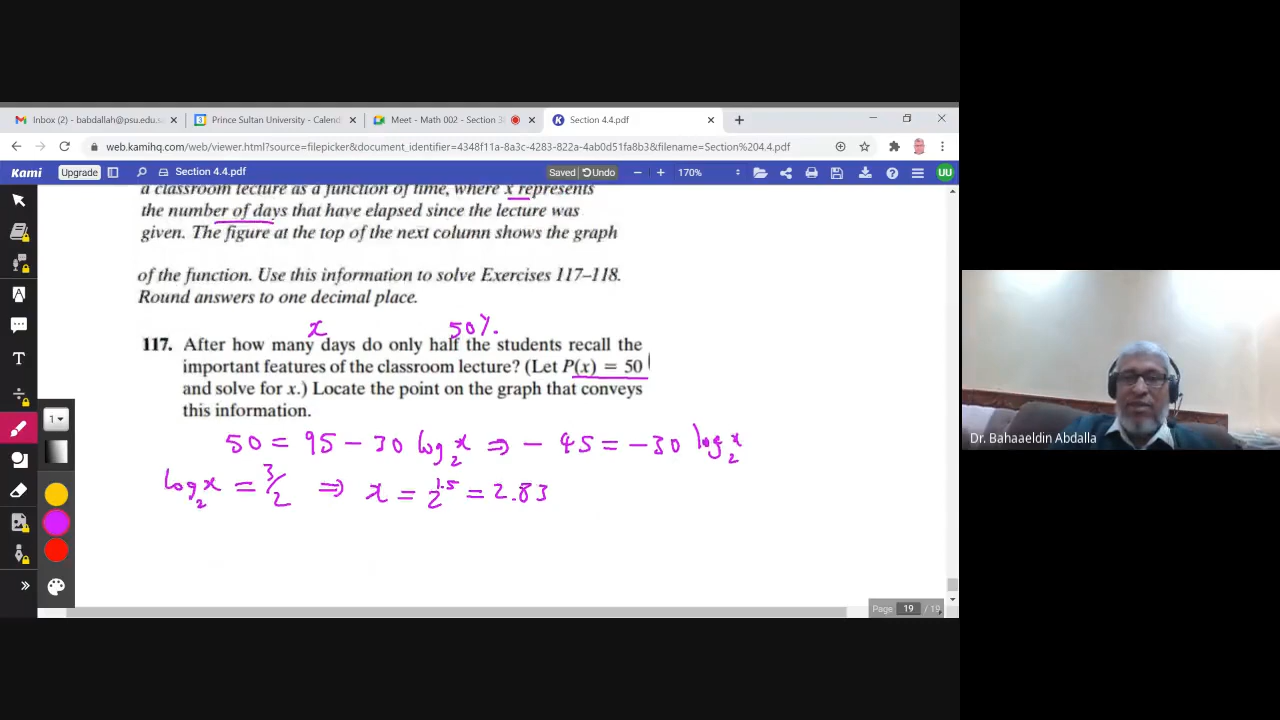 Inbox (2) - babdallah@psu.edu.s
Prince Sultan University - Calend
Meet - Math 002 - Section 3
Section 4.4.pdf
web.kamihq.com/web/viewer.html?source=filepicker&document_identifier=4348f11a-8a3c-4283-822a-4ab0d51fa8b3&filename=Section%204.4.pdf
Kami Upgrade Section 4.4.pdf Saved Undo 170% UU
a classroom lecture as a function of time, where x represents
the number of days that have elapsed since the lecture was
given. The figure at the top of the next column shows the graph
of the function. Use this information to solve Exercises 117–118.
Round answers to one decimal place.
x 50%
117. After how many days do only half the students recall the
important features of the classroom lecture? (Let P(x) = 50
and solve for x.) Locate the point on the graph that conveys
this information.
50 = 95 - 30 log₂x ⇒ - 45 = -30 log₂x
log₂x = 3/2 ⇒ x = 2^1.5 = 2.83
Dr. Bahaaeldin Abdalla
1
Page 19 / 19